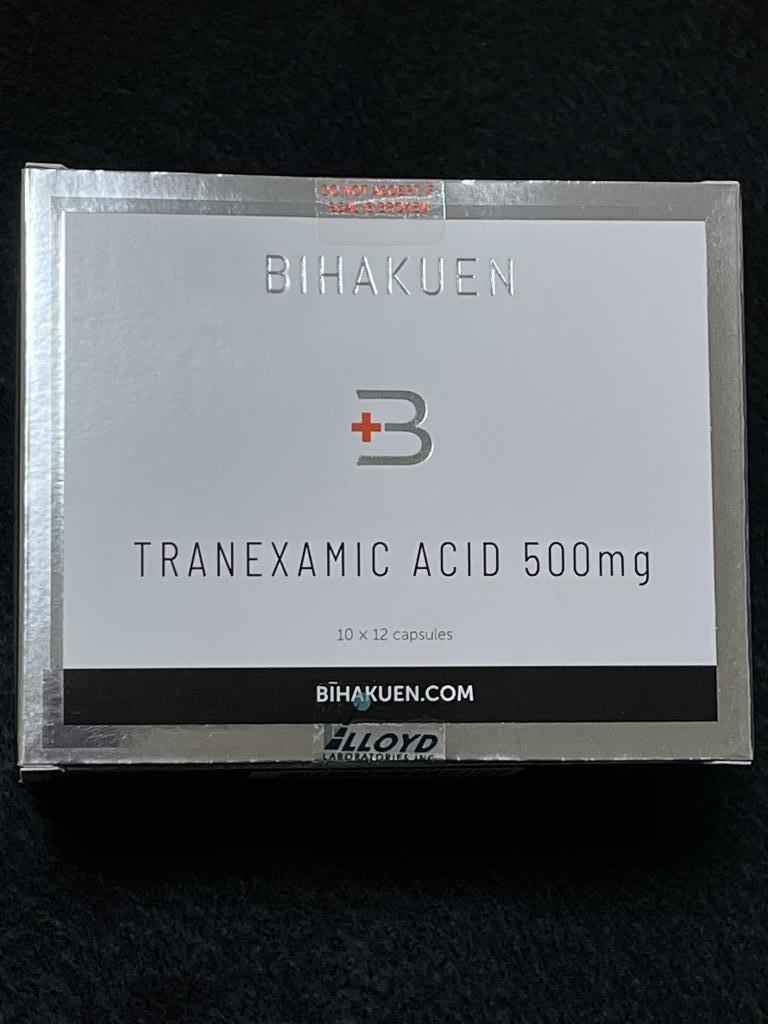 DO NOT ACCEPT IF
SEAL IS BROKEN
BIHAKUEN
TRANEXAMIC ACID 500mg
10 x 12 capsules
BĪHAKUEN.COM
LLOYD
LABORATORIES INC.